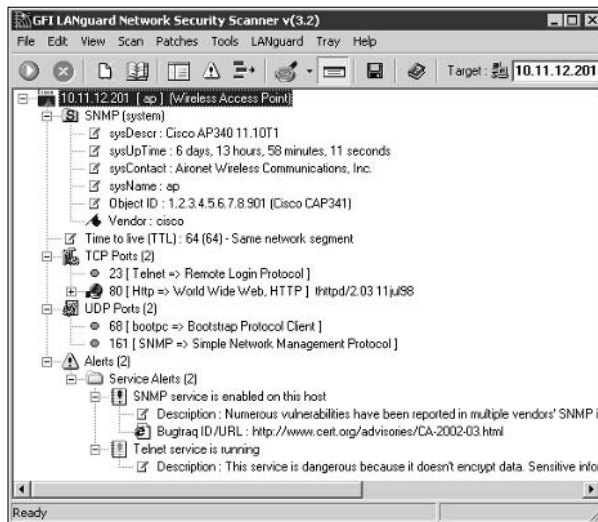 GFI LANguard Network Security Scanner v(3.2)
File Edit View Scan Patches Tools LANguard Tray Help
Target : 10.11.12.201
10.11.12.201 [ ap ] (Wireless Access Point)
SNMP (system)
sysDescr : Cisco AP340 11.10T1
sysUpTime : 6 days, 13 hours, 58 minutes, 11 seconds
sysContact : Aironet Wireless Communications, Inc.
sysName : ap
Object ID : 1.2.3.4.5.6.7.8.901 (Cisco CAP341)
Vendor : cisco
Time to live (TTL) : 64 (64) - Same network segment
TCP Ports (2)
23 [ Telnet => Remote Login Protocol ]
80 [ Http => World Wide Web, HTTP ] thttpd/2.03 11jul98
UDP Ports (2)
68 [ bootpc => Bootstrap Protocol Client ]
161 [ SNMP => Simple Network Management Protocol ]
Alerts (2)
Service Alerts (2)
SNMP service is enabled on this host
Description : Numerous vulnerabilities have been reported in multiple vendors' SNMP i
Bugtraq ID/URL : http://www.cert.org/advisories/CA-2002-03.html
Telnet service is running
Description : This service is dangerous because it doesn't encrypt data. Sensitive info
Ready